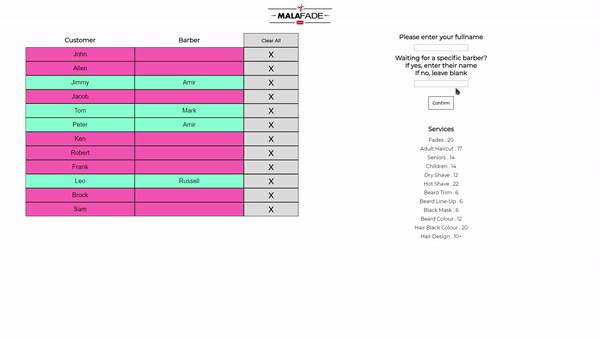 MALAFADE
Customer Barber Clear All
John X
Allen X
Jimmy Amir X
Jacob X
Tom Mark X
Peter Amir X
Ken X
Robert X
Frank X
Leo Russell X
Brock X
Sam X
Please enter your fullname
Waiting for a specific barber?
If yes, enter their name
If no, leave blank
Confirm
Services
Fades . 20
Adult Haircut . 17
Seniors . 14
Children . 14
Dry Shave . 12
Hot Shave . 22
Beard Trim . 6
Beard Line-Up . 6
Black Mask . 6
Beard Colour . 12
Hair Black Colour . 20
Hair Design . 10+